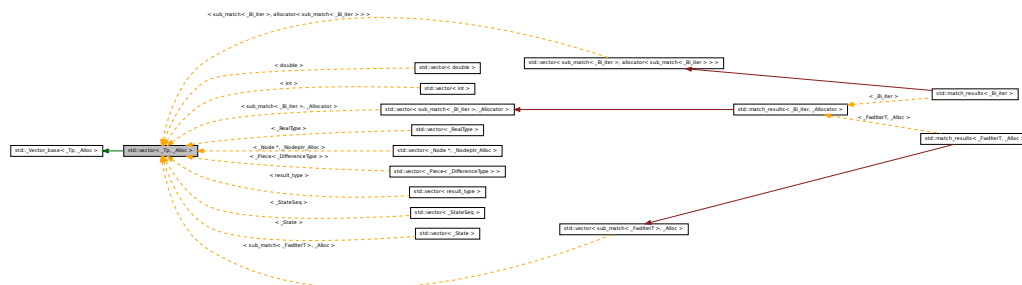 < sub_match< _Bi_iter >, allocator< sub_match< _Bi_iter > > >
std::vector< sub_match< _Bi_iter >, allocator< sub_match< _Bi_iter > > >
< double >
std::vector< double >
< int >
std::vector< int >
std::match_results< _Bi_iter >
< _Bi_iter >
< sub_match< _Bi_iter >, _Allocator >
std::vector< sub_match< _Bi_iter >, _Allocator >
std::match_results< _Bi_iter, _Allocator >
< _FwdIterT, _Alloc >
< _RealType >
std::vector< _RealType >
std::match_results< _FwdIterT, _Alloc >
std::_Vector_base< _Tp, _Alloc >
std::vector< _Tp, _Alloc >
< _Node *, _Nodeptr_Alloc >
std::vector< _Node *, _Nodeptr_Alloc >
< _Piece< _DifferenceType > >
std::vector< _Piece< _DifferenceType > >
< result_type >
std::vector< result_type >
< _StateSeq >
std::vector< _StateSeq >
< _State >
std::vector< _State >
std::vector< sub_match< _FwdIterT >, _Alloc >
< sub_match< _FwdIterT >, _Alloc >